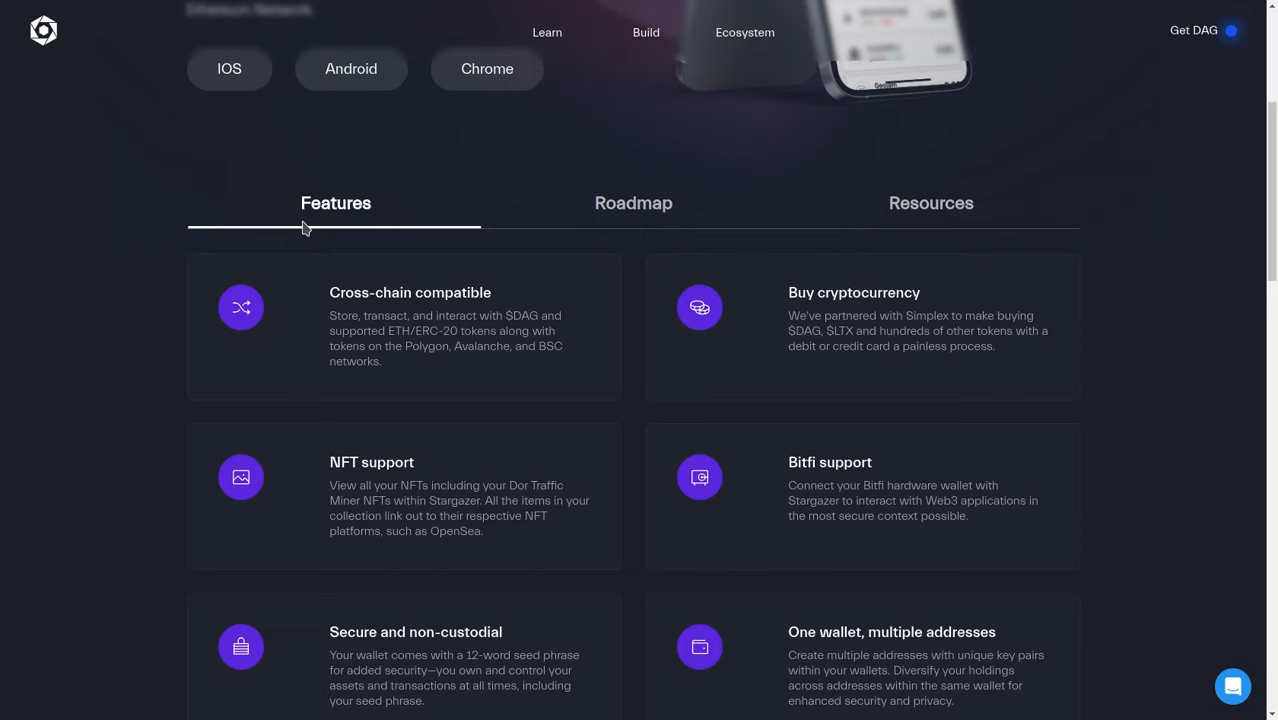 Ethereum Network
Learn
Build
Ecosystem
Get DAG
IOS
Android
Chrome
Features
Roadmap
Resources
Cross-chain compatible
Store, transact, and interact with $DAG and
supported ETH/ERC-20 tokens along with
tokens on the Polygon, Avalanche, and BSC
networks.
Buy cryptocurrency
We've partnered with Simplex to make buying
$DAG, $LTX and hundreds of other tokens with a
debit or credit card a painless process.
NFT support
View all your NFTs including your Dor Traffic
Miner NFTs within Stargazer. All the items in your
collection link out to their respective NFT
platforms, such as OpenSea.
Bitfi support
Connect your Bitfi hardware wallet with
Stargazer to interact with Web3 applications in
the most secure context possible.
Secure and non-custodial
Your wallet comes with a 12-word seed phrase
for added security—you own and control your
assets and transactions at all times, including
your seed phrase.
One wallet, multiple addresses
Create multiple addresses with unique key pairs
within your wallets. Diversify your holdings
across addresses within the same wallet for
enhanced security and privacy.